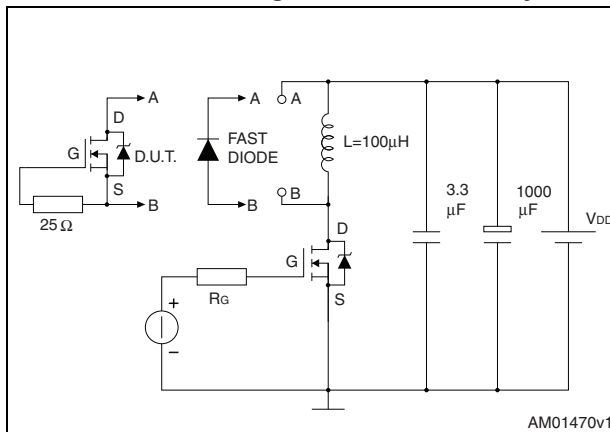 A
D
G
D.U.T.
S
B
25 Ω
A
FAST
DIODE
B
A
B
L=100µH
D
G
S
RG
+
–
3.3
µF
1000
µF
VDD
AM01470v1